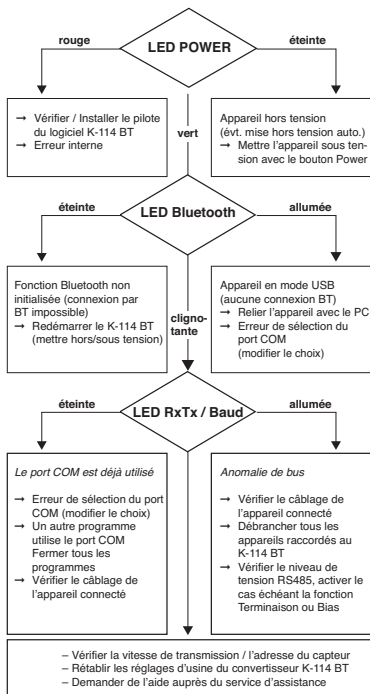 rouge
LED POWER
éteinte
→ Vérifier / Installer le pilote
du logiciel K-114 BT
→ Erreur interne
vert
Appareil hors tension
(évt. mise hors tension auto.)
→ Mettre l'appareil sous ten-
sion avec le bouton Power
éteinte
LED Bluetooth
allumée
Fonction Bluetooth non
initialisée (connexion par
BT impossible)
→ Redémarrer le K-114 BT
(mettre hors/sous tension)
cligno-
tante
Appareil en mode USB
(aucune connexion BT)
→ Relier l'appareil avec le PC
→ Erreur de sélection du
port COM
(modifier le choix)
éteinte
LED RxTx / Baud
allumée
Le port COM est déjà utilisé
→ Erreur de sélection du port
COM (modifier le choix)
→ Un autre programme
utilise le port COM
Fermer tous les
programmes
→ Vérifier le câblage de
l'appareil connecté
Anomalie de bus
→ Vérifier le câblage de
l'appareil connecté
→ Débrancher tous les
appareils raccordés au
K-114 BT
→ Vérifier le niveau de
tension RS485, activer le
cas échéant la fonction
Terminaison ou Bias
– Vérifier la vitesse de transmission / l'adresse du capteur
– Rétablir les réglages d'usine du convertisseur K-114 BT
– Demander de l'aide auprès du service d'assistance